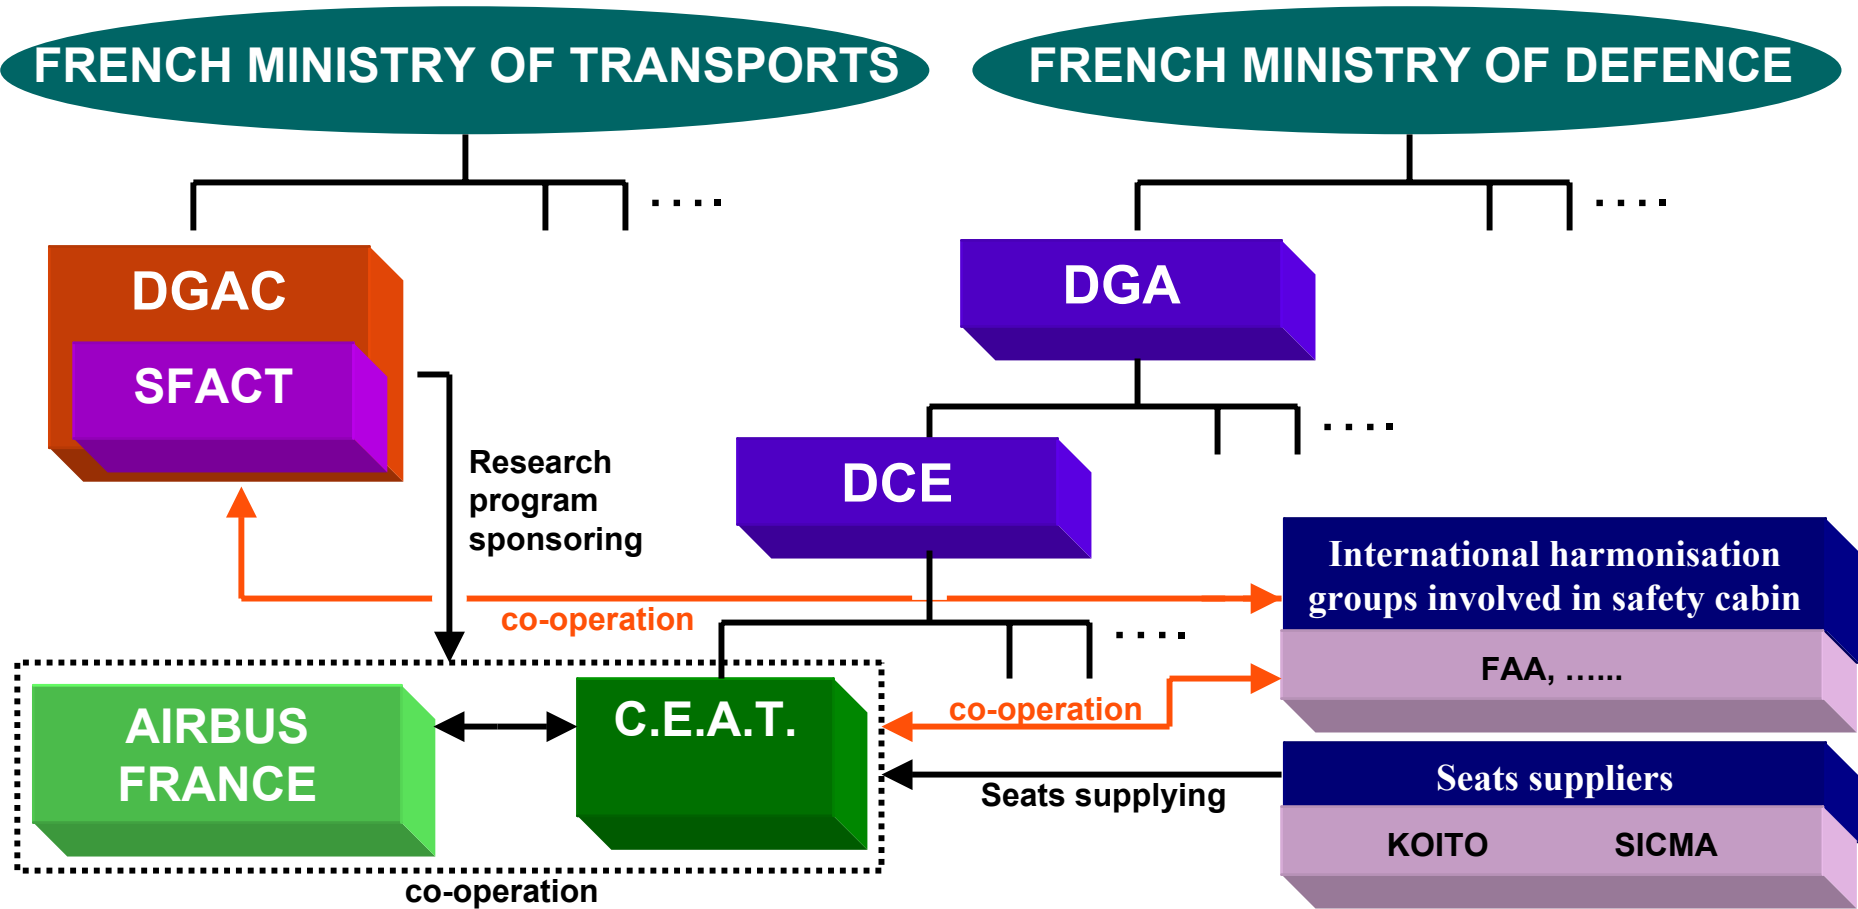 FRENCH MINISTRY OF TRANSPORTS
FRENCH MINISTRY OF DEFENCE
....
....
DGAC
SFACT
DGA
....
DCE
Research
program
sponsoring
co-operation
International harmonisation
groups involved in safety cabin
FAA, …...
....
AIRBUS
FRANCE
C.E.A.T.
co-operation
Seats supplying
Seats suppliers
KOITO SICMA
co-operation